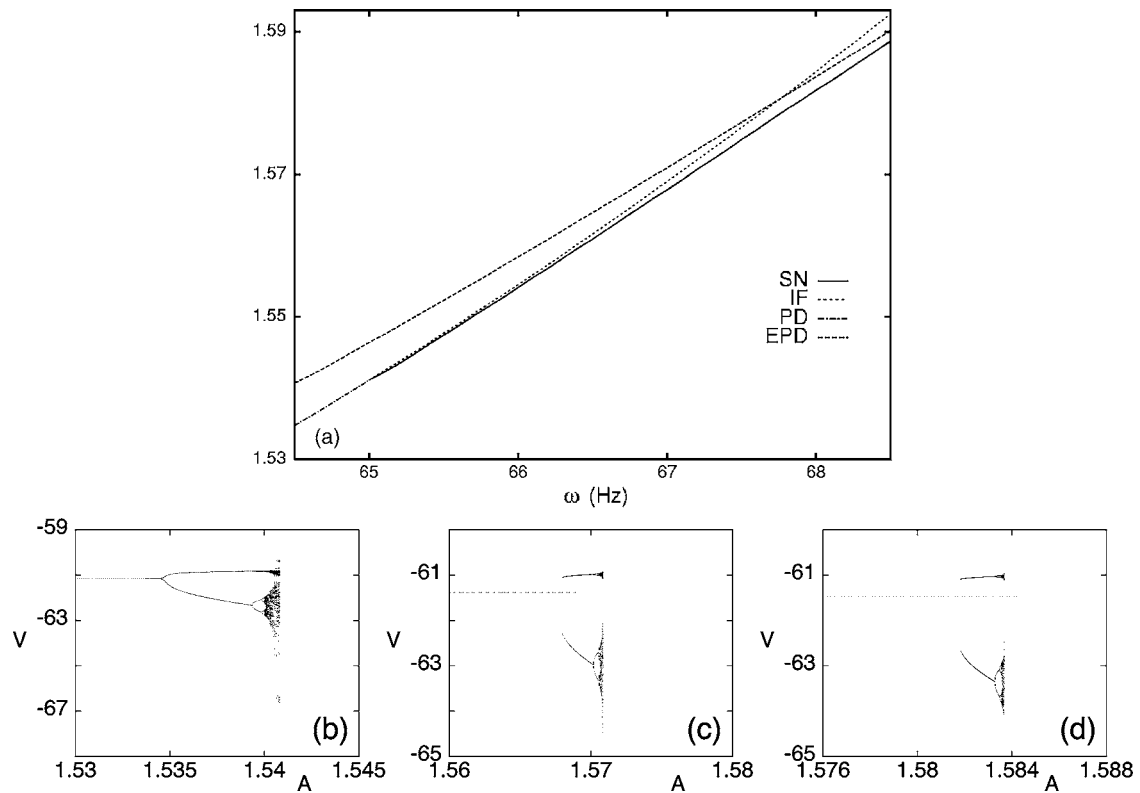 1.59
1.57
1.55
1.53
SN
IF
PD
EPD
(a)
65 66 67 68
ω (Hz)
-59
-63
-67
V
(b)
1.53 1.535 1.54 1.545
A
-61
-63
-65
V
(c)
1.56 1.57 1.58
A
-61
-63
-65
V
(d)
1.576 1.58 1.584 1.588
A